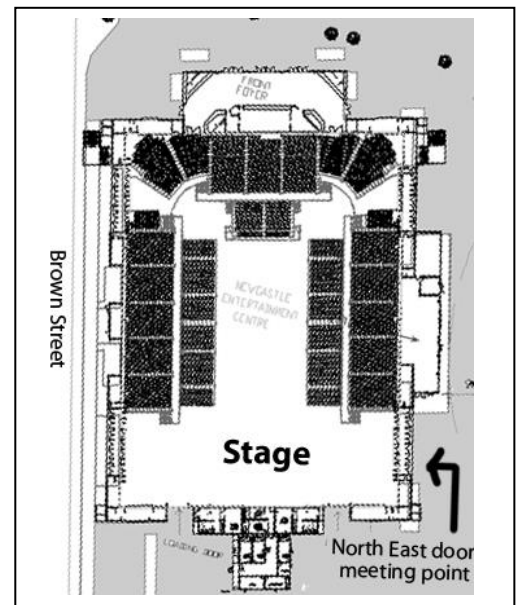 FRONT
FOYER
Brown Street
NEWCASTLE
ENTERTAINMENT
CENTRE
Stage
LOADING DOCK
North East door
meeting point